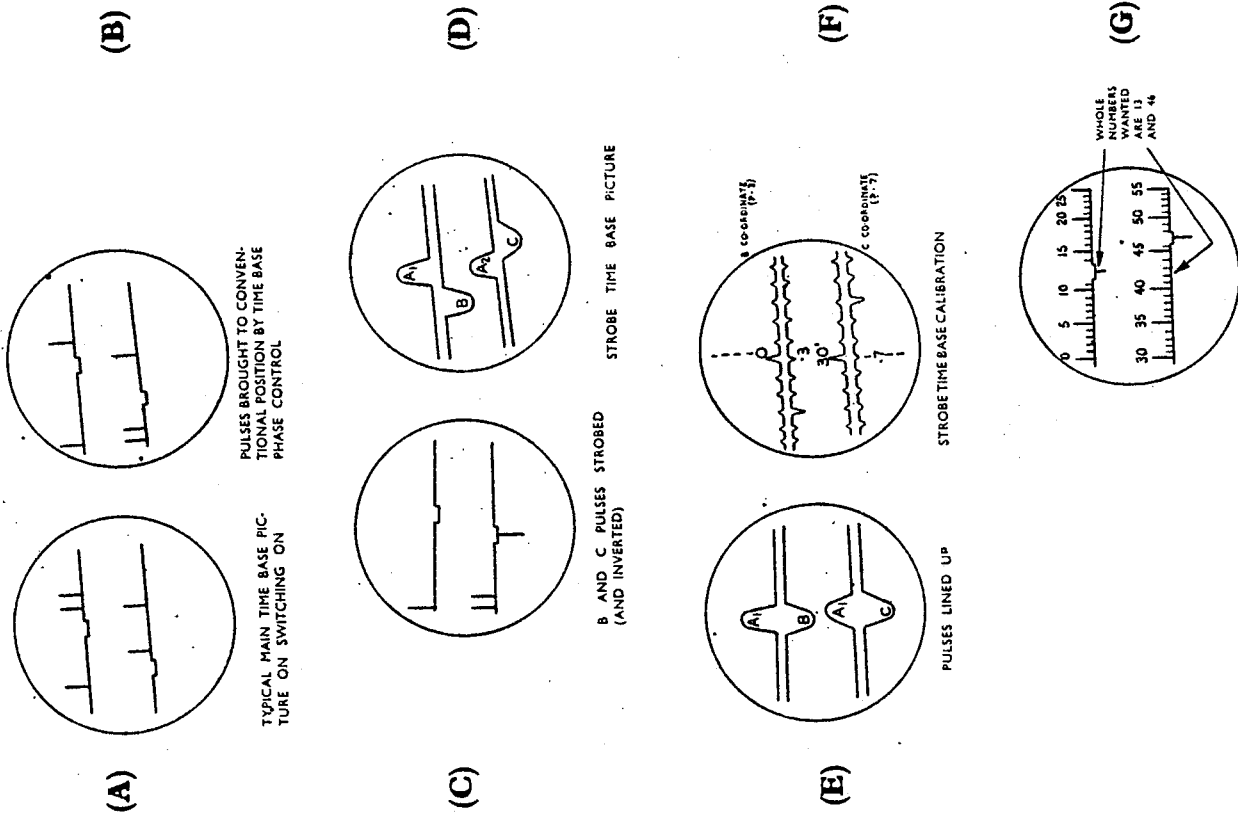 (A)
TYPICAL MAIN TIME BASE PIC-
TURE ON SWITCHING ON
(B)
PULSES BROUGHT TO CONVEN-
TIONAL POSITION BY TIME BASE
PHASE CONTROL
(C)
B AND C PULSES STROBED
(AND INVERTED)
(D)
A1
B
A2
C
STROBE TIME BASE PICTURE
(E)
A1
B
A1
C
PULSES LINED UP
(F)
B CO-ORDINATE
(?·3)
0
·3
30
C CO-ORDINATE
(?·7)
·7
STROBE TIME BASE CALIBRATION
(G)
0 5 10 15 20 25
30 35 40 45 50 55
WHOLE
NUMBERS
WANTED
ARE 13
AND 46